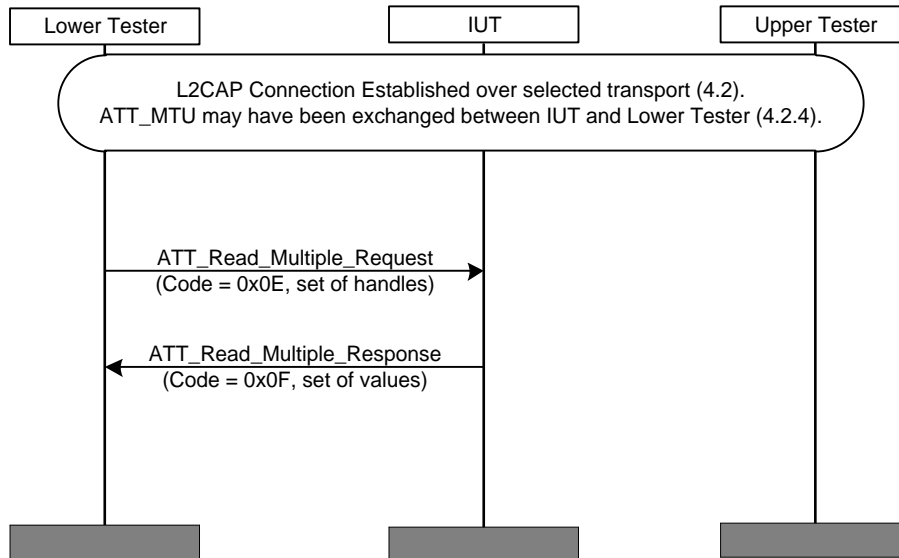 Lower Tester
IUT
Upper Tester
L2CAP Connection Established over selected transport (4.2).
ATT_MTU may have been exchanged between IUT and Lower Tester (4.2.4).
ATT_Read_Multiple_Request
(Code = 0x0E, set of handles)
ATT_Read_Multiple_Response
(Code = 0x0F, set of values)